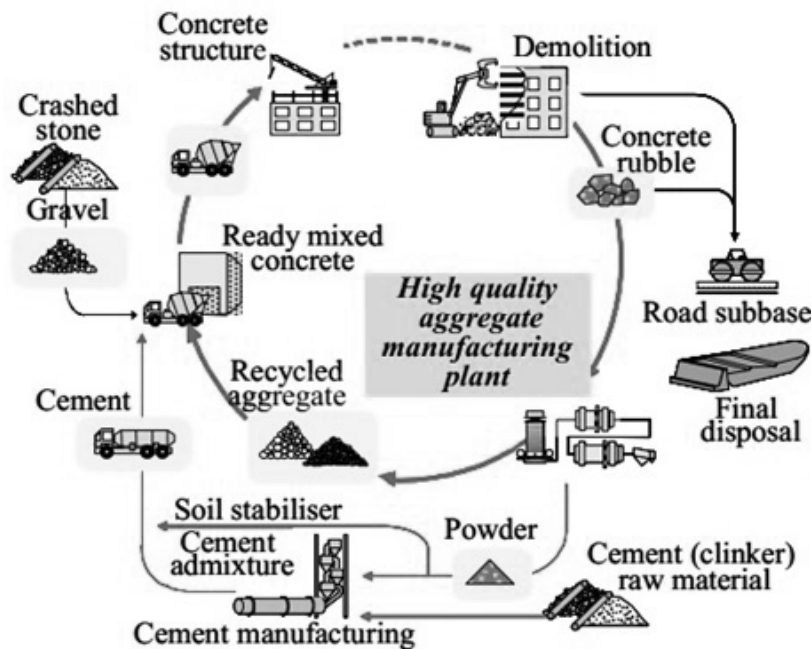 Concrete
structure
Demolition
Crashed
stone
Concrete
rubble
Gravel
Ready mixed
concrete
High quality
aggregate
manufacturing
plant
Road subbase
Recycled
aggregate
Cement
Final
disposal
Soil stabiliser
Powder
Cement
admixture
Cement (clinker)
raw material
Cement manufacturing